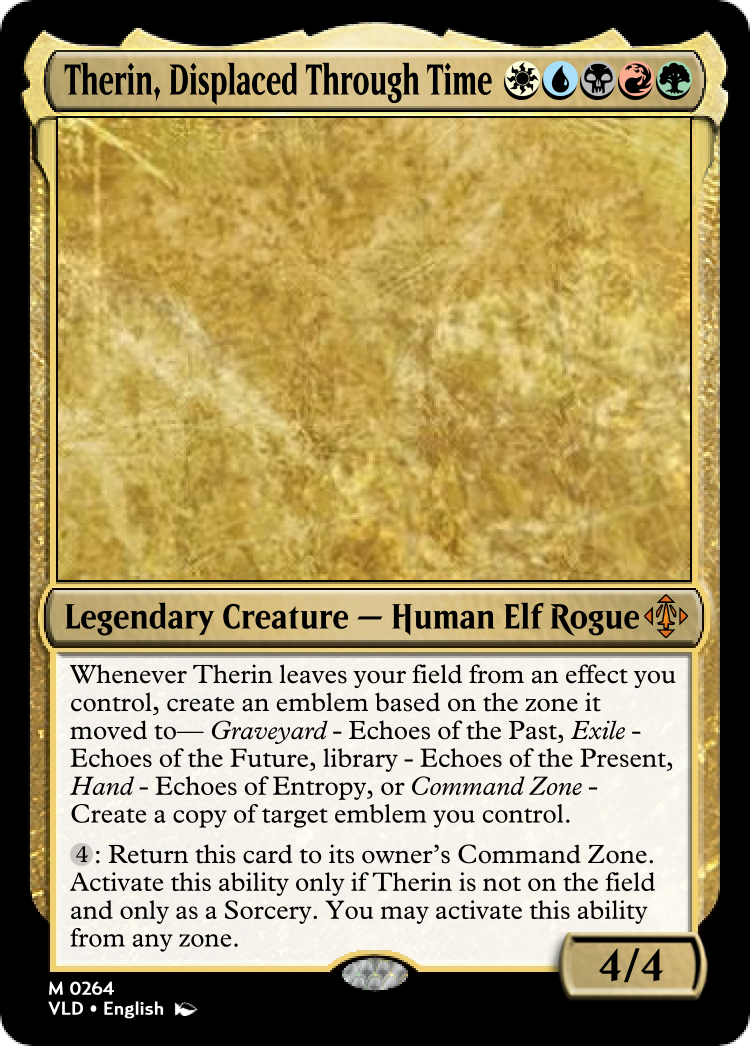 Therin, Displaced Through Time
Legendary Creature — Human Elf Rogue
Whenever Therin leaves your field from an effect you
control, create an emblem based on the zone it
moved to— Graveyard - Echoes of the Past, Exile -
Echoes of the Future, library - Echoes of the Present,
Hand - Echoes of Entropy, or Command Zone -
Create a copy of target emblem you control.
4: Return this card to its owner's Command Zone.
Activate this ability only if Therin is not on the field
and only as a Sorcery. You may activate this ability
from any zone.
4/4
M 0264
VLD • English